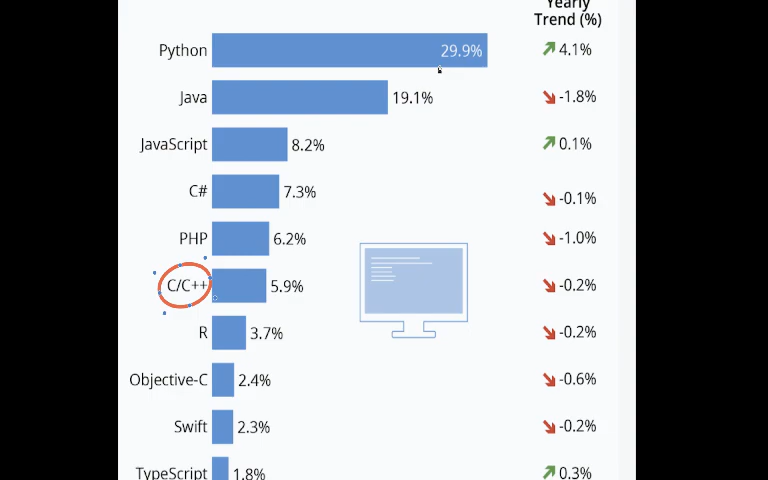 Yearly
Trend (%)
Python 29.9% 4.1%
Java 19.1% -1.8%
JavaScript 8.2% 0.1%
C# 7.3% -0.1%
PHP 6.2% -1.0%
C/C++ 5.9% -0.2%
R 3.7% -0.2%
Objective-C 2.4% -0.6%
Swift 2.3% -0.2%
TypeScript 1.8% 0.3%